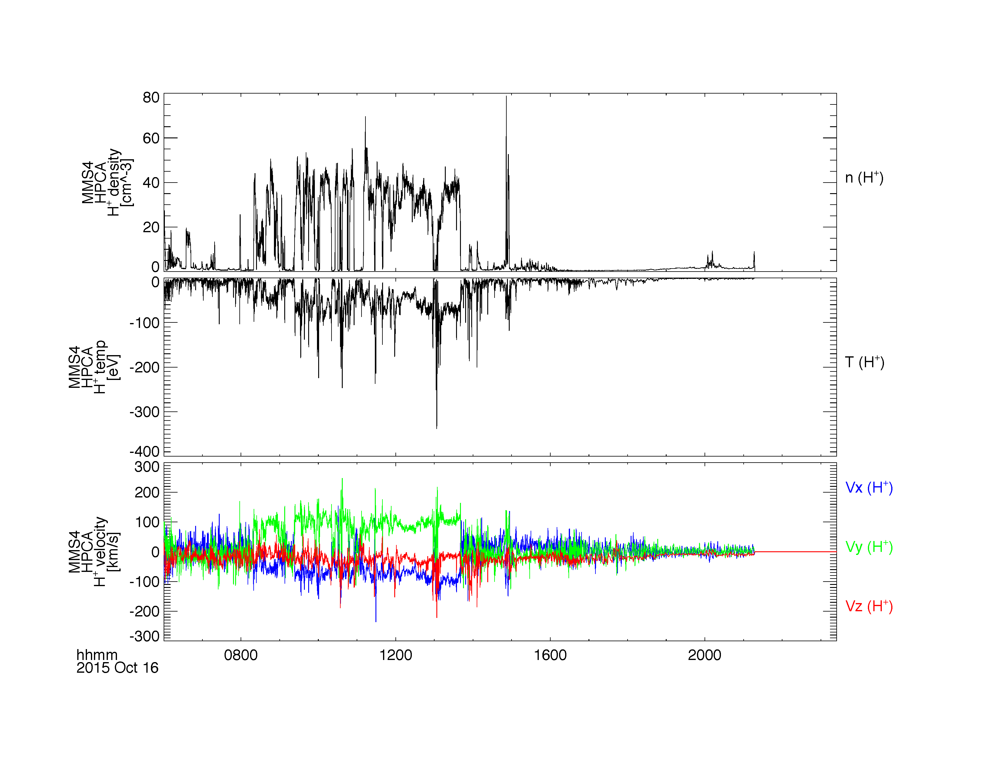 80
60
40
20
0
MMS4
HPCA
H⁺ density
[cm^-3]
n (H⁺)
0
-100
-200
-300
-400
MMS4
HPCA
H⁺ temp
[eV]
T (H⁺)
300
200
100
0
-100
-200
-300
MMS4
HPCA
H⁺ velocity
[km/s]
Vx (H⁺)
Vy (H⁺)
Vz (H⁺)
hhmm 0800 1200 1600 2000
2015 Oct 16